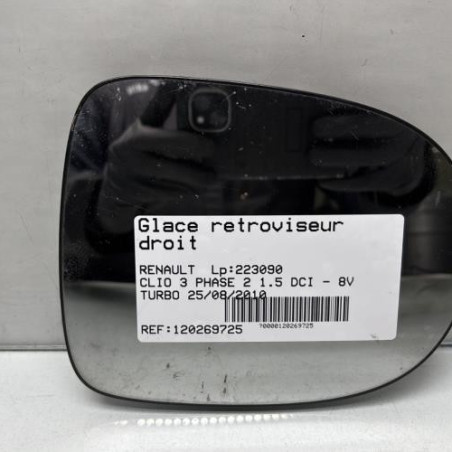 Glace retroviseur
droit
RENAULT Lp:223090
CLIO 3 PHASE 2 1.5 DCI - 8V
TURBO 25/08/2010
70000120269725
REF:120269725